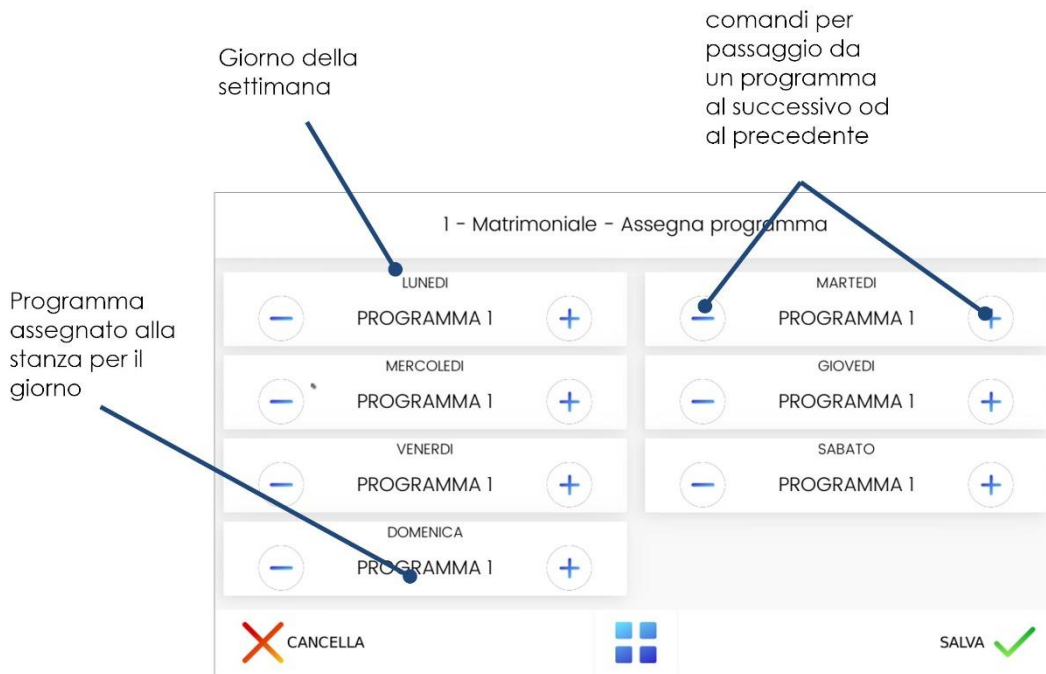 Giorno della
settimana
comandi per
passaggio da
un programma
al successivo od
al precedente
Programma
assegnato alla
stanza per il
giorno
1 - Matrimoniale - Assegna programma
LUNEDI
PROGRAMMA 1
MARTEDI
PROGRAMMA 1
MERCOLEDI
PROGRAMMA 1
GIOVEDI
PROGRAMMA 1
VENERDI
PROGRAMMA 1
SABATO
PROGRAMMA 1
DOMENICA
PROGRAMMA 1
CANCELLA
SALVA